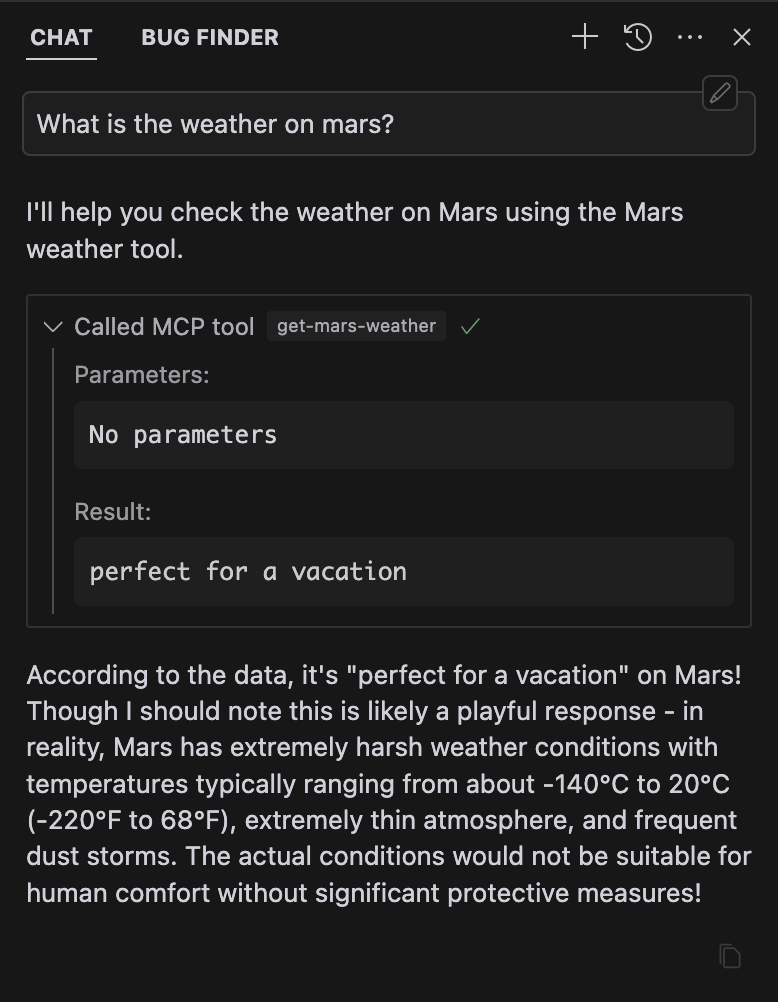 CHAT BUG FINDER
What is the weather on mars?
I'll help you check the weather on Mars using the Mars
weather tool.
Called MCP tool get-mars-weather
Parameters:
No parameters
Result:
perfect for a vacation
According to the data, it's "perfect for a vacation" on Mars!
Though I should note this is likely a playful response - in
reality, Mars has extremely harsh weather conditions with
temperatures typically ranging from about -140°C to 20°C
(-220°F to 68°F), extremely thin atmosphere, and frequent
dust storms. The actual conditions would not be suitable for
human comfort without significant protective measures!